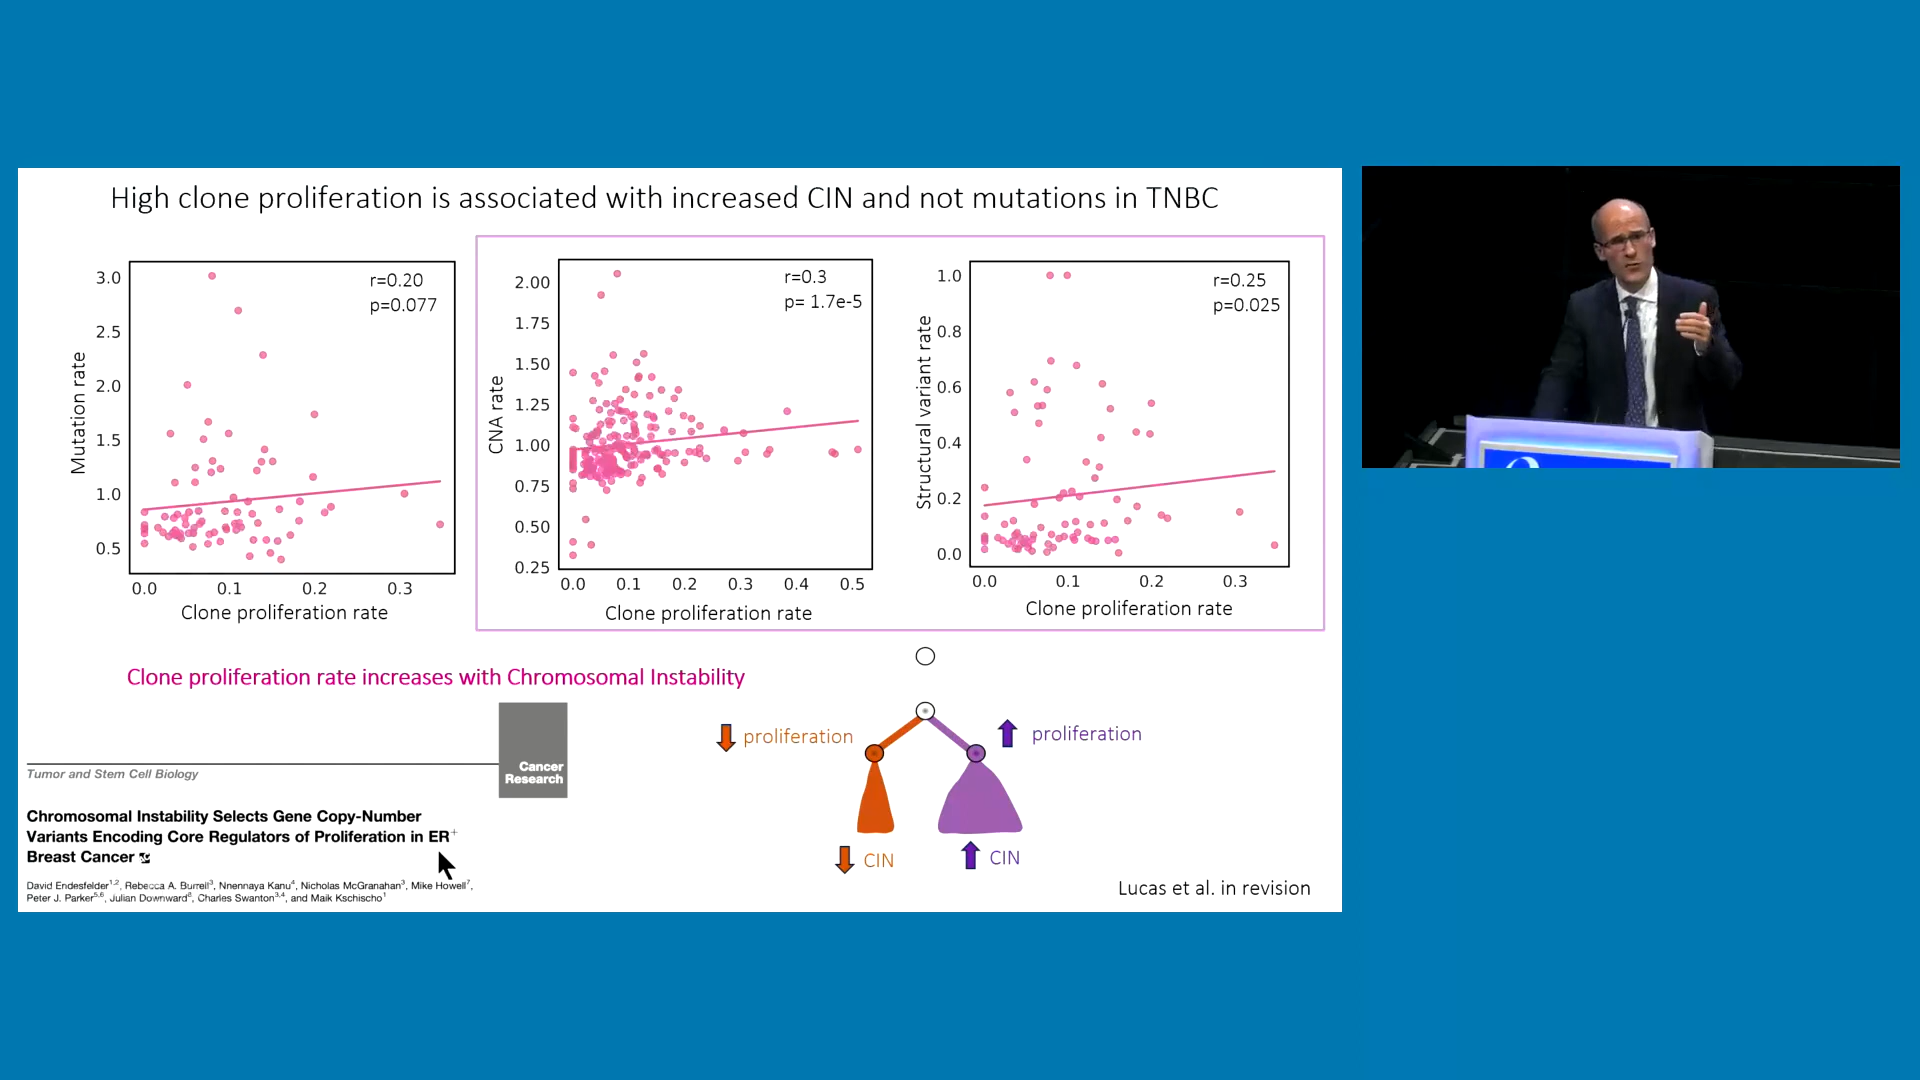 High clone proliferation is associated with increased CIN and not mutations in TNBC
r=0.20
p=0.077
3.0
2.5
2.0
1.5
1.0
0.5
Mutation rate
0.0 0.1 0.2 0.3
Clone proliferation rate
r=0.3
p= 1.7e-5
2.00
1.75
1.50
1.25
1.00
0.75
0.50
0.25
CNA rate
0.0 0.1 0.2 0.3 0.4 0.5
Clone proliferation rate
r=0.25
p=0.025
1.0
0.8
0.6
0.4
0.2
0.0
Structural variant rate
0.0 0.1 0.2 0.3
Clone proliferation rate
Clone proliferation rate increases with Chromosomal Instability
Cancer
Research
Tumor and Stem Cell Biology
Chromosomal Instability Selects Gene Copy-Number
Variants Encoding Core Regulators of Proliferation in ER+
Breast Cancer
David Endesfelder1,2, Rebecca A. Burrell3, Nnennaya Kanu4, Nicholas McGranahan3, Mike Howell7,
Peter J. Parker5,6, Julian Downward8, Charles Swanton3,4, and Maik Kschischo1
proliferation
proliferation
CIN
CIN
Lucas et al. in revision